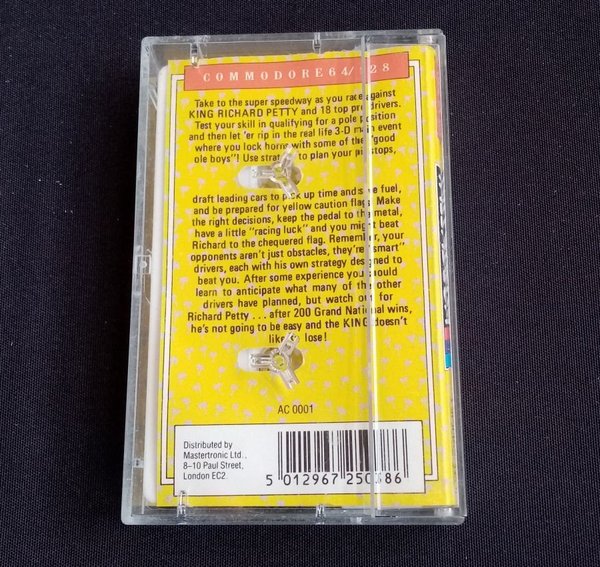 COMMODORE 64/128
Take to the super speedway as you race against
KING RICHARD PETTY and 18 top pro drivers.
Test your skill in qualifying for a pole position
and then let 'er rip in the real life 3-D main event
where you lock horns with some of the "good
ole boys"! Use strategy to plan your pit stops,
draft leading cars to pick up time and save fuel,
and be prepared for yellow caution flags. Make
the right decisions, keep the pedal to the metal,
have a little "racing luck" and you might beat
Richard to the chequered flag. Remember, your
opponents aren't just obstacles, they're "smart"
drivers, each with his own strategy designed to
beat you. After some experience you should
learn to anticipate what many of the other
drivers have planned, but watch out for
Richard Petty . . . after 200 Grand National wins,
he's not going to be easy and the KING doesn't
like to lose!
AC 0001
Distributed by
Mastertronic Ltd.,
8–10 Paul Street,
London EC2.
5 012967 250386